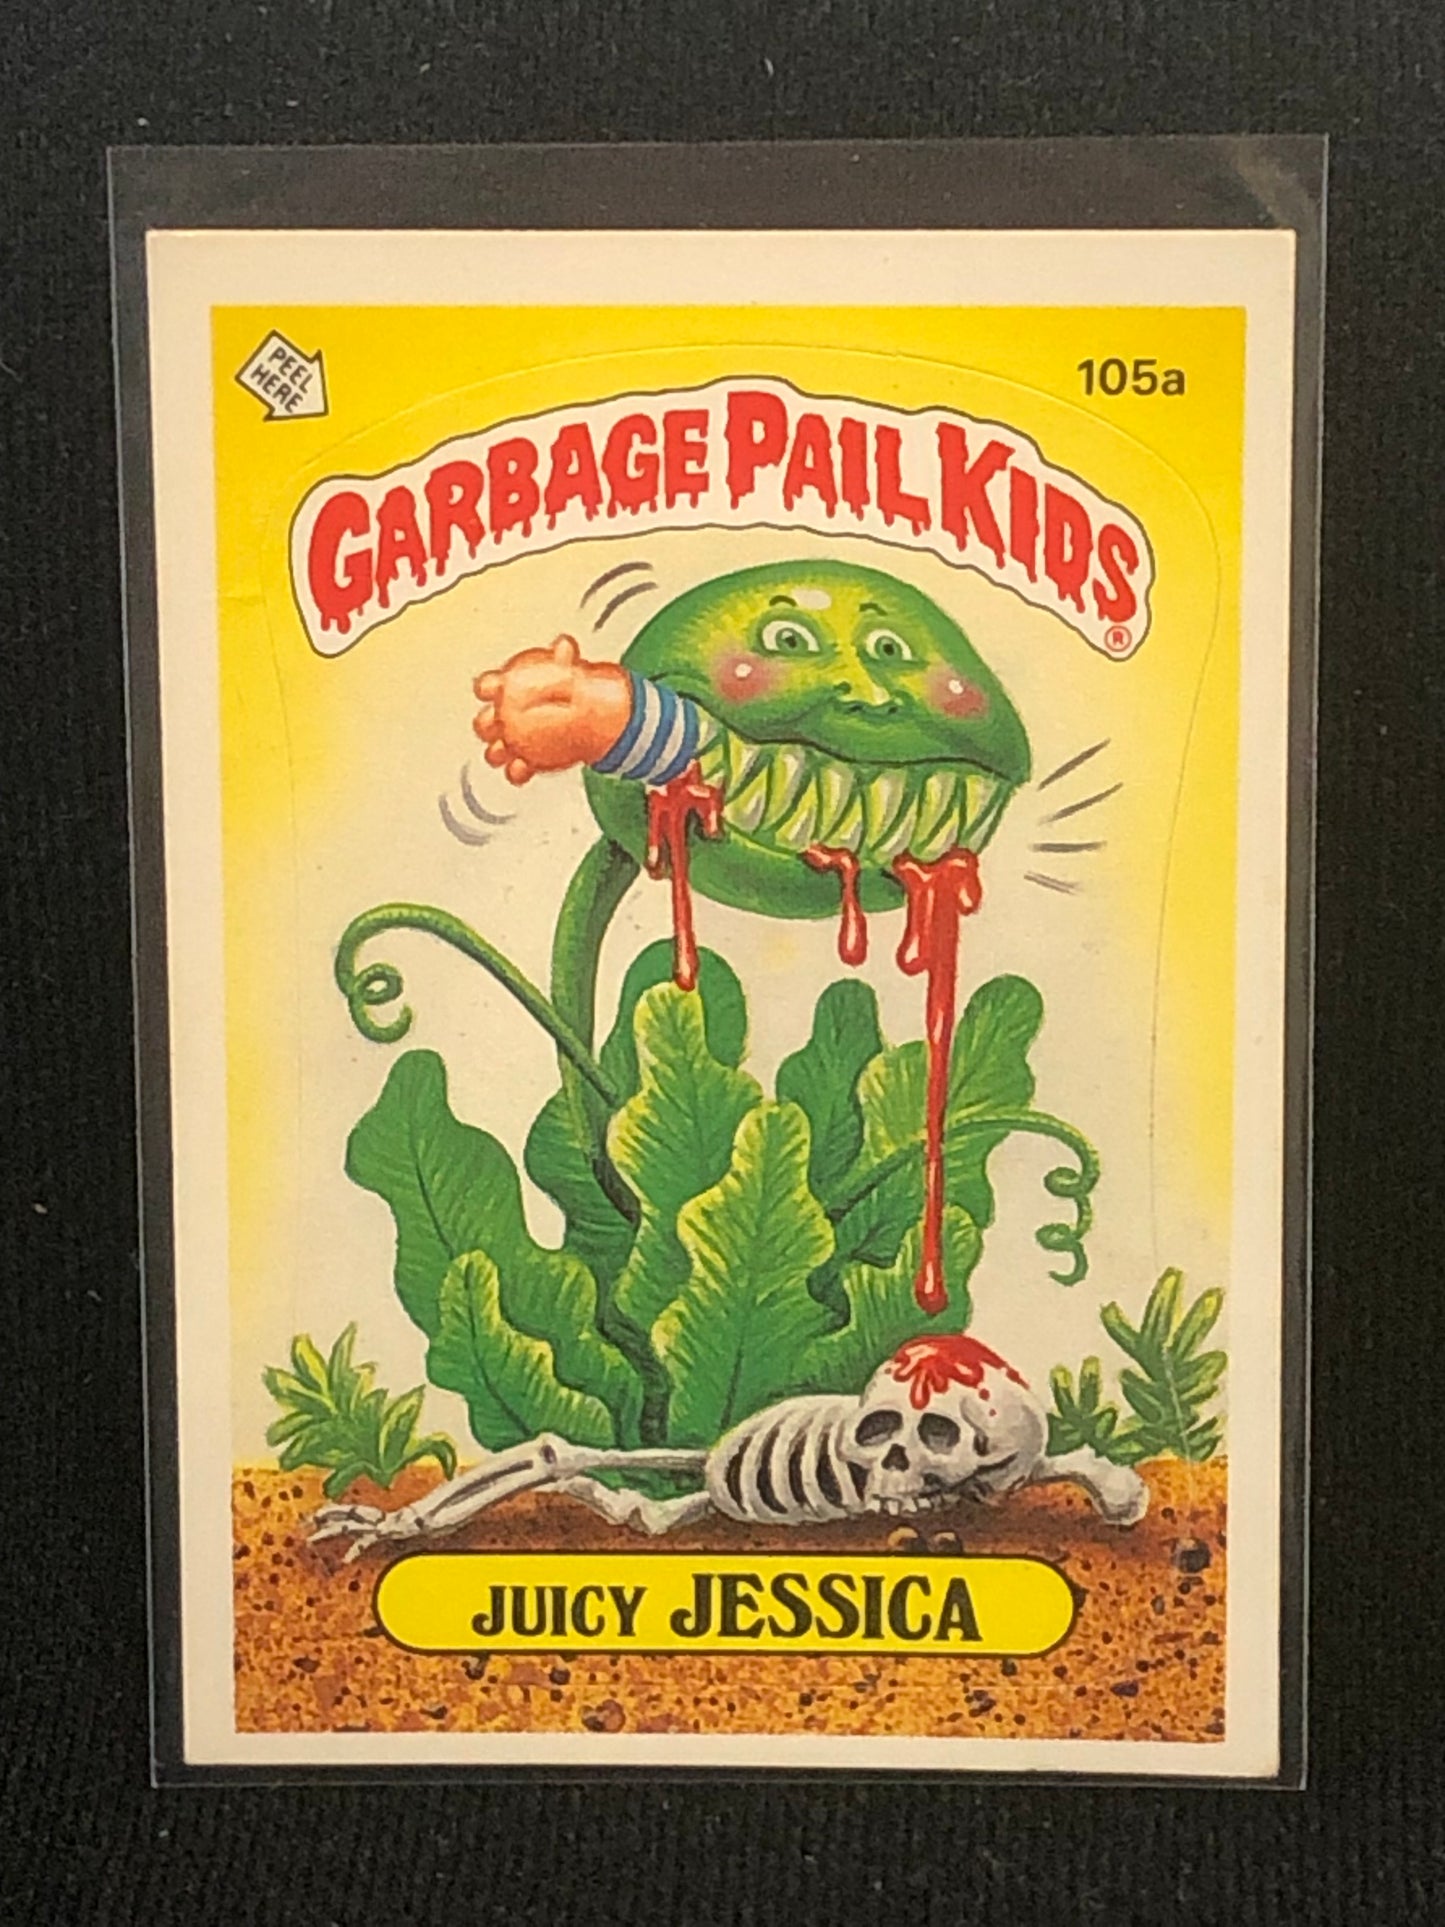 PEEL
HERE
105a
GARBAGE PAIL KIDS®
JUICY JESSICA